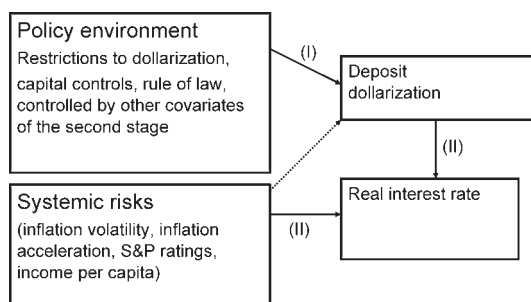 Policy environment
Restrictions to dollarization,
capital controls, rule of law,
controlled by other covariates
of the second stage
(I)
Deposit
dollarization
(II)
Systemic risks
(inflation volatility, inflation
acceleration, S&P ratings,
income per capita)
(II)
Real interest rate